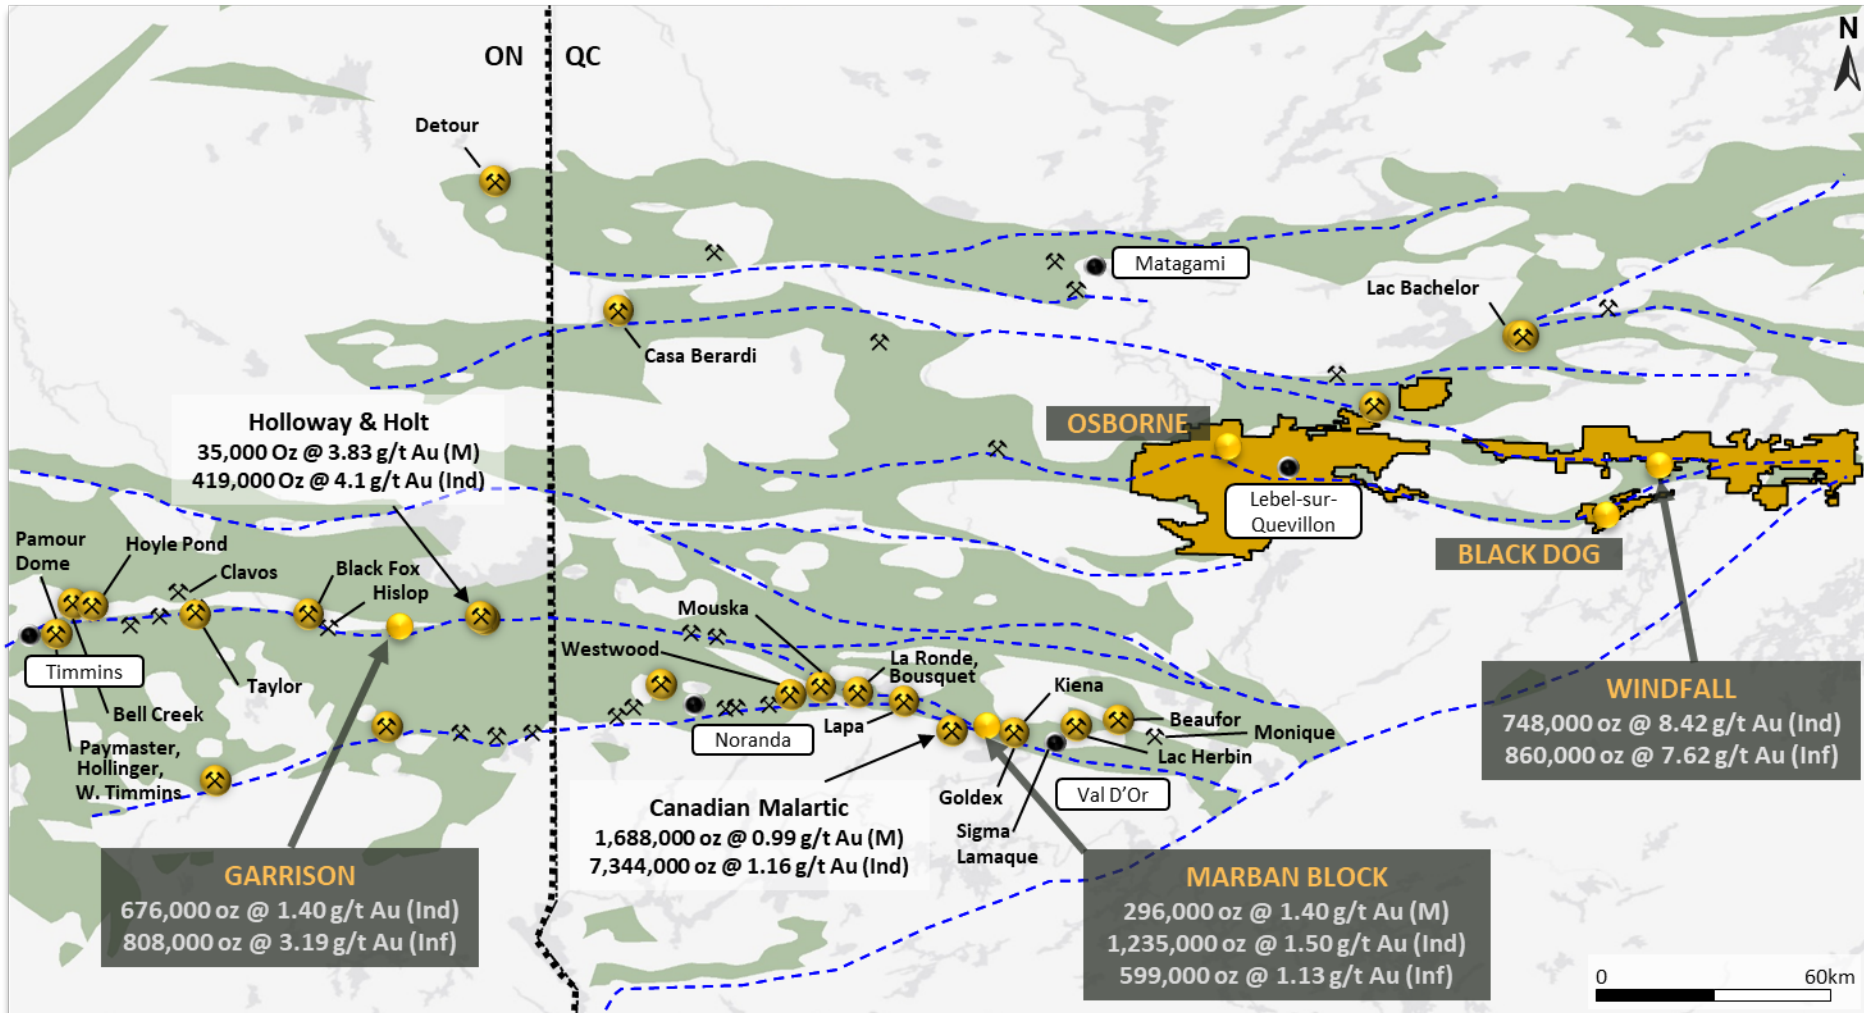 ON
QC
N
Detour
Matagami
Lac Bachelor
Casa Berardi
Holloway & Holt
35,000 Oz @ 3.83 g/t Au (M)
419,000 Oz @ 4.1 g/t Au (Ind)
OSBORNE
Lebel-sur-
Quevillon
BLACK DOG
Pamour
Dome
Hoyle Pond
Clavos
Black Fox
Hislop
Timmins
Taylor
Bell Creek
Paymaster,
Hollinger,
W. Timmins
Mouska
Westwood
La Ronde,
Bousquet
Lapa
Noranda
Kiena
Beaufor
Monique
Lac Herbin
Goldex
Val D'Or
Sigma
Lamaque
WINDFALL
748,000 oz @ 8.42 g/t Au (Ind)
860,000 oz @ 7.62 g/t Au (Inf)
Canadian Malartic
1,688,000 oz @ 0.99 g/t Au (M)
7,344,000 oz @ 1.16 g/t Au (Ind)
GARRISON
676,000 oz @ 1.40 g/t Au (Ind)
808,000 oz @ 3.19 g/t Au (Inf)
MARBAN BLOCK
296,000 oz @ 1.40 g/t Au (M)
1,235,000 oz @ 1.50 g/t Au (Ind)
599,000 oz @ 1.13 g/t Au (Inf)
0 60km